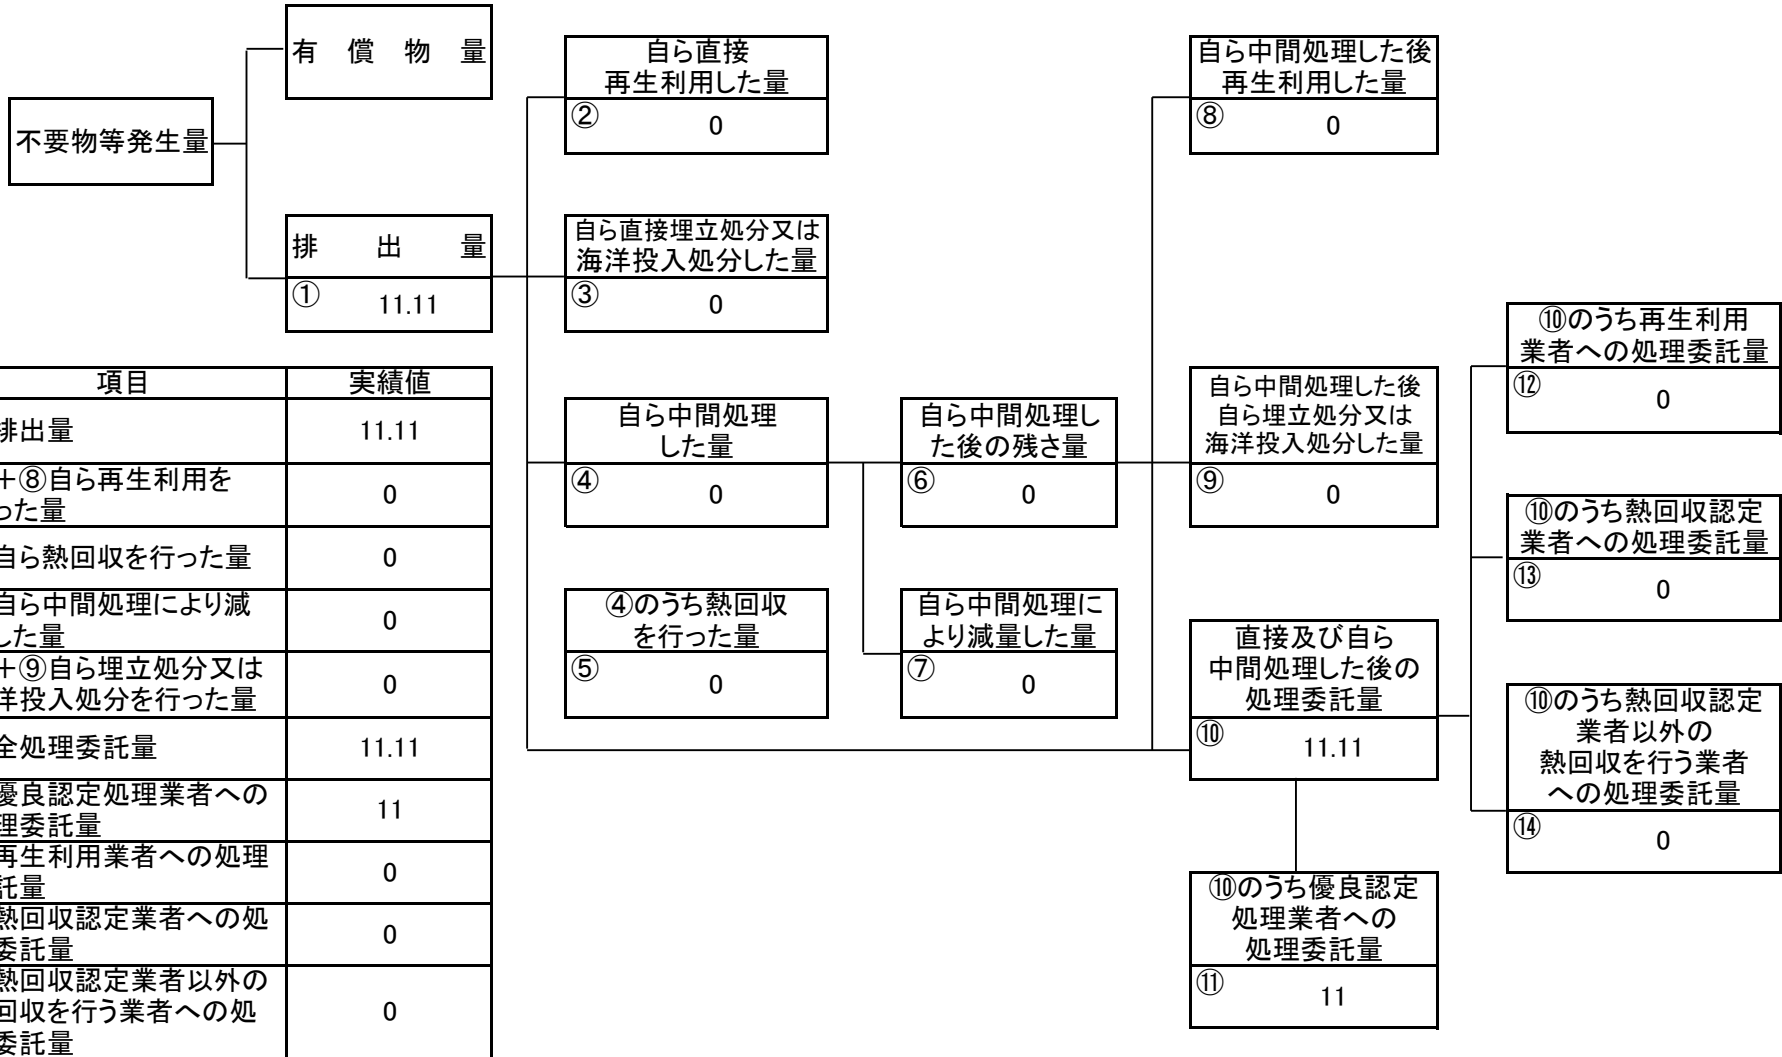 有償物量
不要物等発生量
排出量
① 11.11
自ら直接
再生利用した量
② 0
自ら直接埋立処分又は
海洋投入処分した量
③ 0
自ら中間処理
した量
④ 0
④のうち熱回収
を行った量
⑤ 0
自ら中間処理し
た後の残さ量
⑥ 0
自ら中間処理に
より減量した量
⑦ 0
自ら中間処理した後
再生利用した量
⑧ 0
自ら中間処理した後
自ら埋立処分又は
海洋投入処分した量
⑨ 0
直接及び自ら
中間処理した後の
処理委託量
⑩ 11.11
⑩のうち優良認定
処理業者への
処理委託量
⑪ 11
⑩のうち再生利用
業者への処理委託量
⑫ 0
⑩のうち熱回収認定
業者への処理委託量
⑬ 0
⑩のうち熱回収認定
業者以外の
熱回収を行う業者
への処理委託量
⑭ 0
項目 実績値
排出量 11.11
+⑧自ら再生利用を
った量 0
自ら熱回収を行った量 0
自ら中間処理により減
した量 0
+⑨自ら埋立処分又は
洋投入処分を行った量 0
全処理委託量 11.11
優良認定処理業者への
理委託量 11
再生利用業者への処理
託量 0
熱回収認定業者への処
委託量 0
熱回収認定業者以外の
回収を行う業者への処
委託量 0